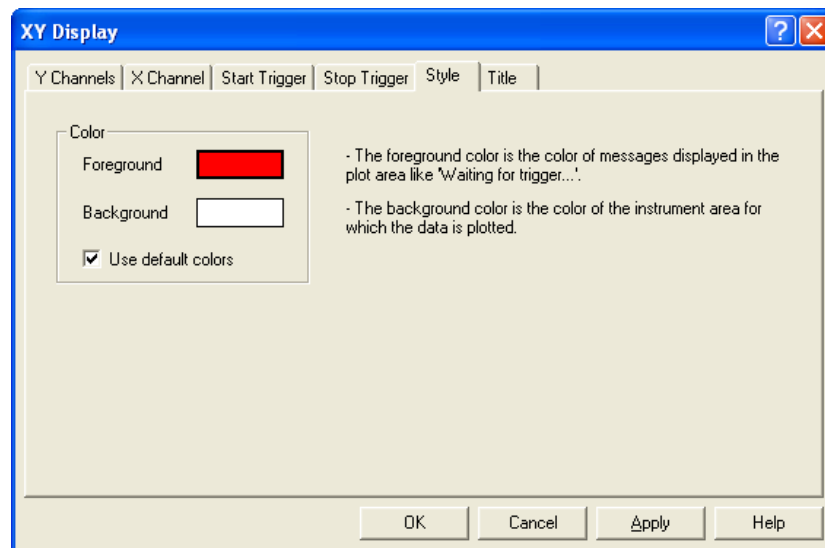 XY Display
Y Channels X Channel Start Trigger Stop Trigger Style Title
Color
Foreground
Background
Use default colors
- The foreground color is the color of messages displayed in the
plot area like 'Waiting for trigger...'.
- The background color is the color of the instrument area for
which the data is plotted.
OK Cancel Apply Help